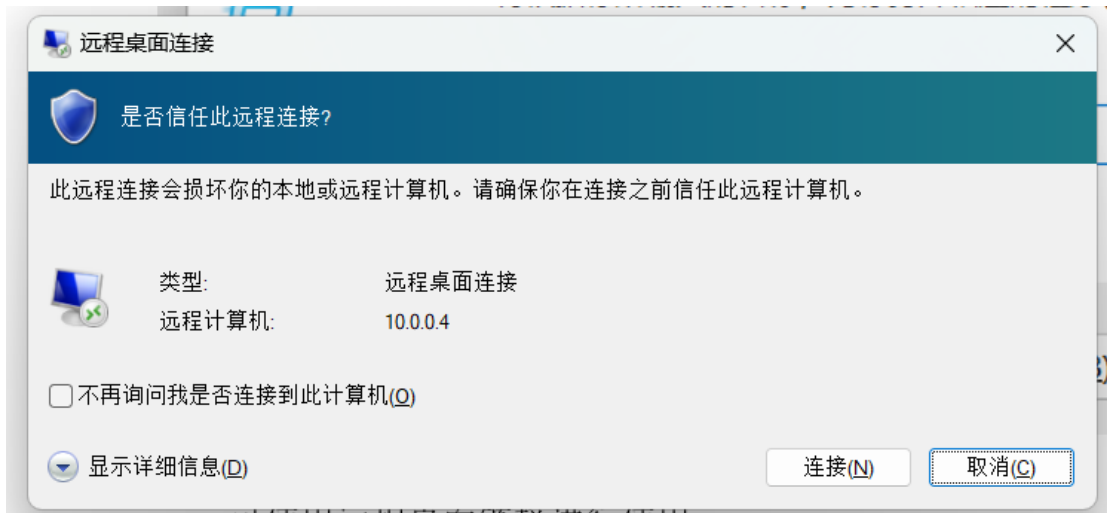 远程桌面连接
是否信任此远程连接?
此远程连接会损坏你的本地或远程计算机。请确保你在连接之前信任此远程计算机。
类型: 远程桌面连接
远程计算机: 10.0.0.4
不再询问我是否连接到此计算机(O)
显示详细信息(D)
连接(N) 取消(C)